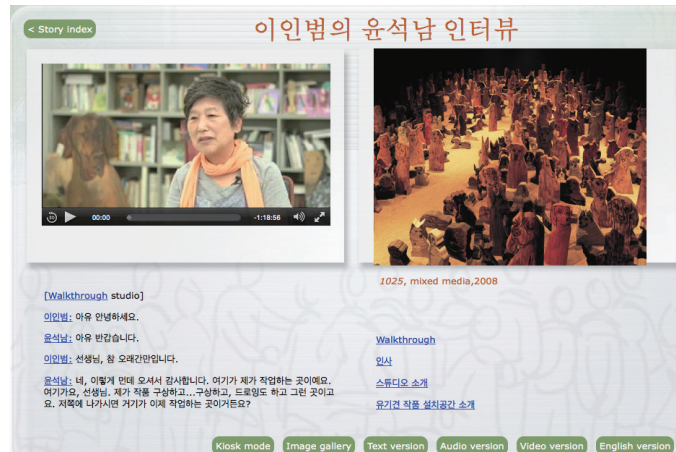 < Story index
이인범의 윤석남 인터뷰
00:00
-1:18:56
1025, mixed media,2008
[Walkthrough studio]
이인범: 아유 안녕하세요.
윤석남: 아유 반갑습니다.
이인범: 선생님, 참 오래간만입니다.
윤석남: 네, 이렇게 먼데 오셔서 감사합니다. 여기가 제가 작업하는 곳이예요.
여기가요, 선생님. 제가 작품 구상하고...구상하고, 드로잉도 하고 그런 곳이고
요. 저쪽에 나가시면 거기가 이제 작업하는 곳이거든요?
Walkthrough
인사
스튜디오 소개
유기견 작품 설치공간 소개
Kiosk mode
Image gallery
Text version
Audio version
Video version
English version